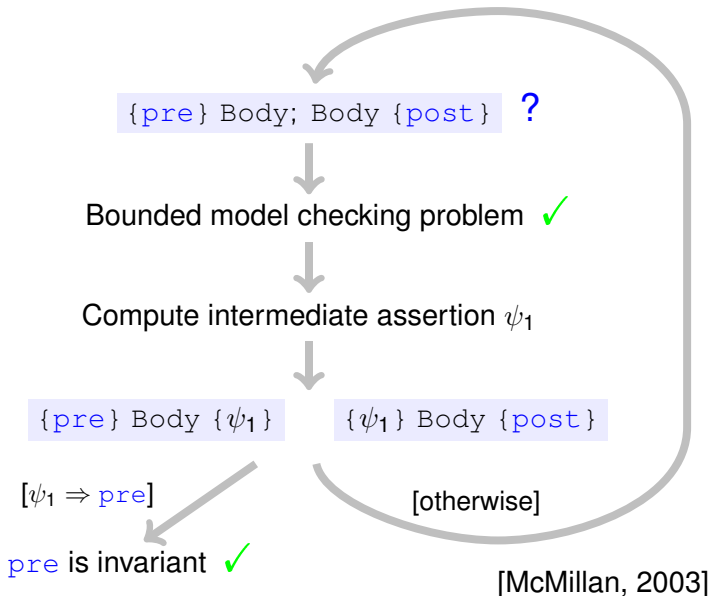 {pre} Body; Body {post} ?
Bounded model checking problem ✓
Compute intermediate assertion ψ₁
{pre} Body {ψ₁} {ψ₁} Body {post}
[ψ₁ ⇒ pre]
[otherwise]
pre is invariant ✓
[McMillan, 2003]